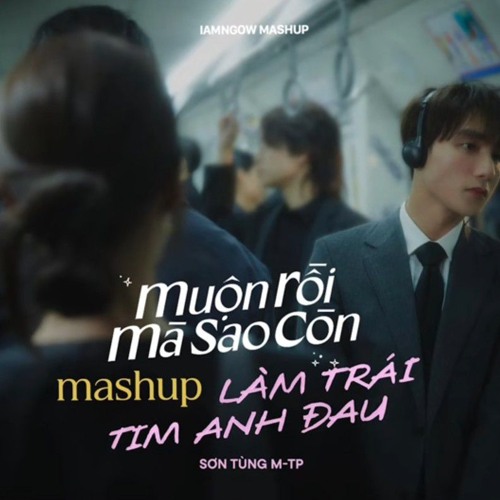 IAMNGOW MASHUP
muộn rồi
mà sao còn
mashup LÀM TRÁI
TIM ANH ĐAU
SƠN TÙNG M-TP